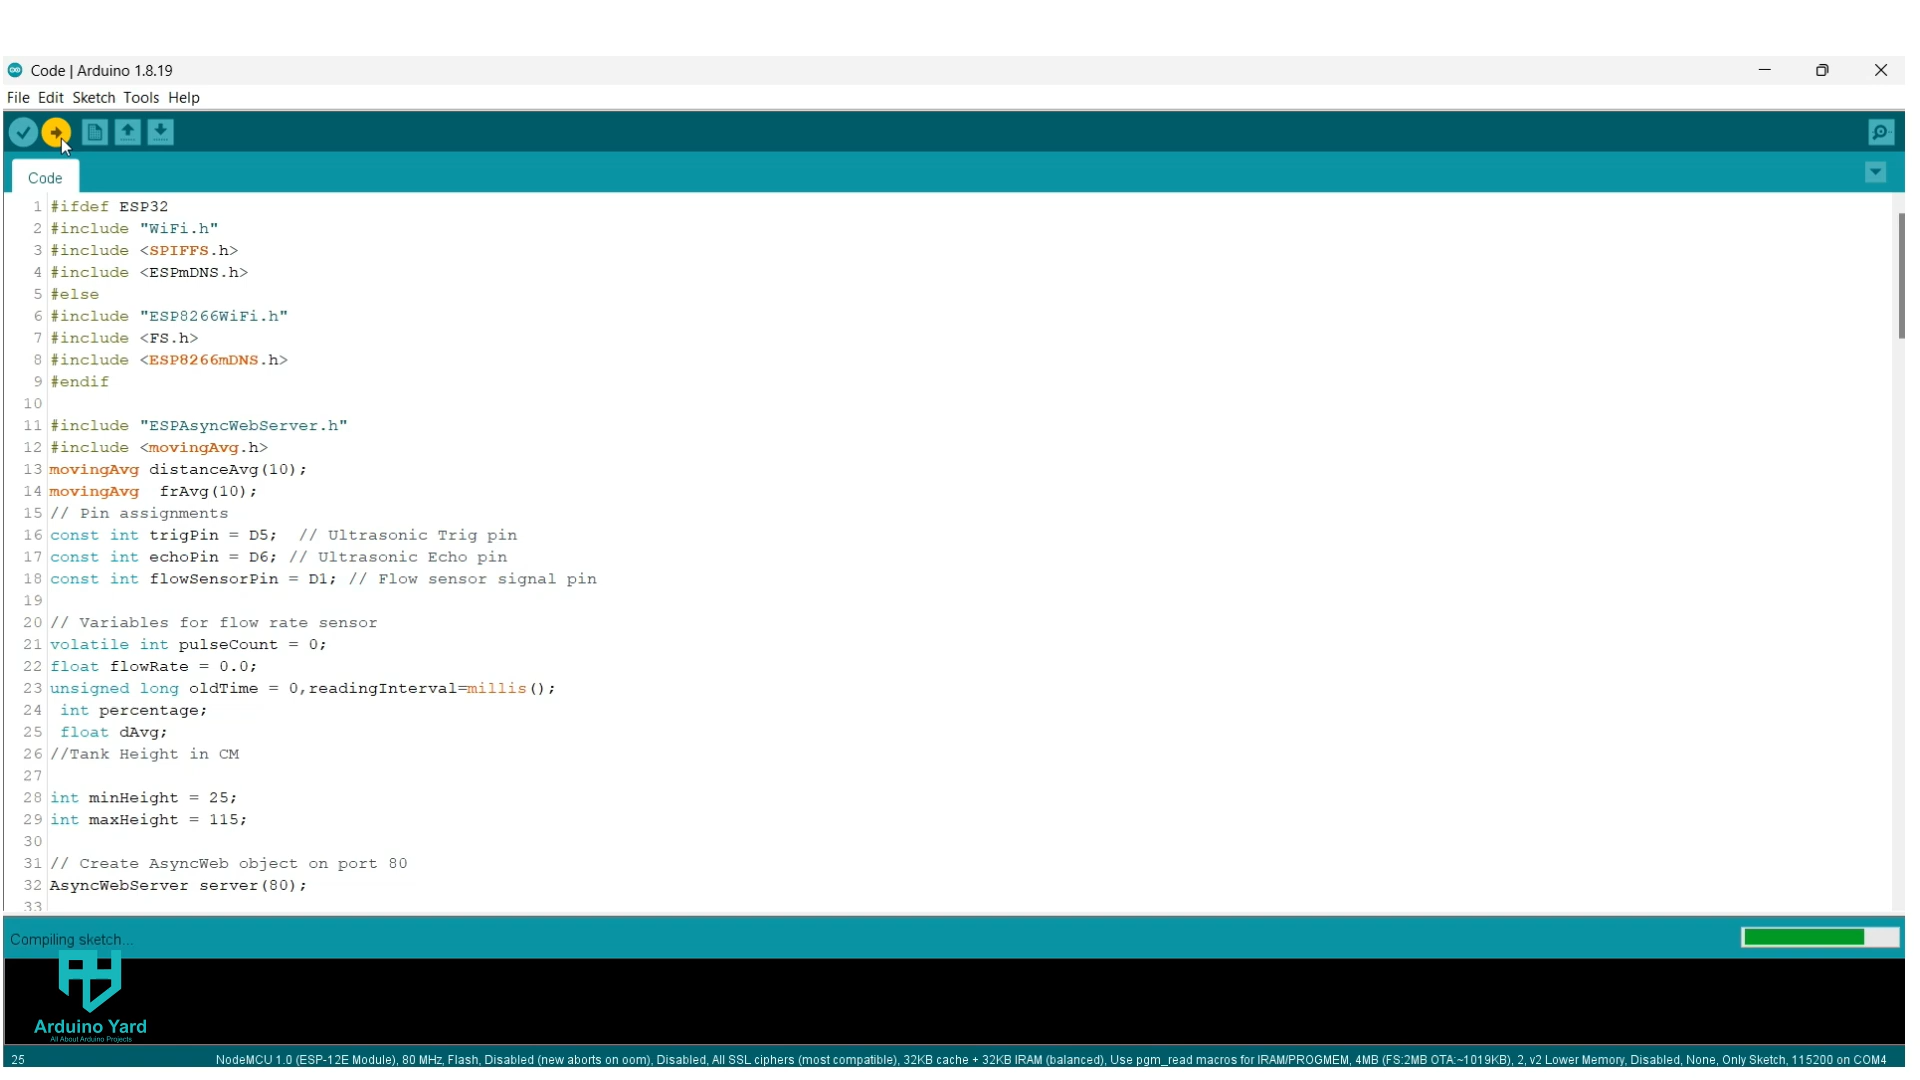 Code | Arduino 1.8.19
File Edit Sketch Tools Help
Code
1 #ifdef ESP32
2 #include "WiFi.h"
3 #include <SPIFFS.h>
4 #include <ESPmDNS.h>
5 #else
6 #include "ESP8266WiFi.h"
7 #include <FS.h>
8 #include <ESP8266mDNS.h>
9 #endif
10
11 #include "ESPAsyncWebServer.h"
12 #include <movingAvg.h>
13 movingAvg distanceAvg(10);
14 movingAvg  frAvg(10);
15 // Pin assignments
16 const int trigPin = D5;  // Ultrasonic Trig pin
17 const int echoPin = D6; // Ultrasonic Echo pin
18 const int flowSensorPin = D1; // Flow sensor signal pin
19
20 // Variables for flow rate sensor
21 volatile int pulseCount = 0;
22 float flowRate = 0.0;
23 unsigned long oldTime = 0,readingInterval=millis();
24  int percentage;
25  float dAvg;
26 //Tank Height in CM
27
28 int minHeight = 25;
29 int maxHeight = 115;
30
31 // Create AsyncWeb object on port 80
32 AsyncWebServer server(80);
33
Compiling sketch...
Arduino Yard
All About Arduino Projects
25 NodeMCU 1.0 (ESP-12E Module), 80 MHz, Flash, Disabled (new aborts on oom), Disabled, All SSL ciphers (most compatible), 32KB cache + 32KB IRAM (balanced), Use pgm_read macros for IRAM/PROGMEM, 4MB (FS:2MB OTA:~1019KB), 2, v2 Lower Memory, Disabled, None, Only Sketch, 115200 on COM4